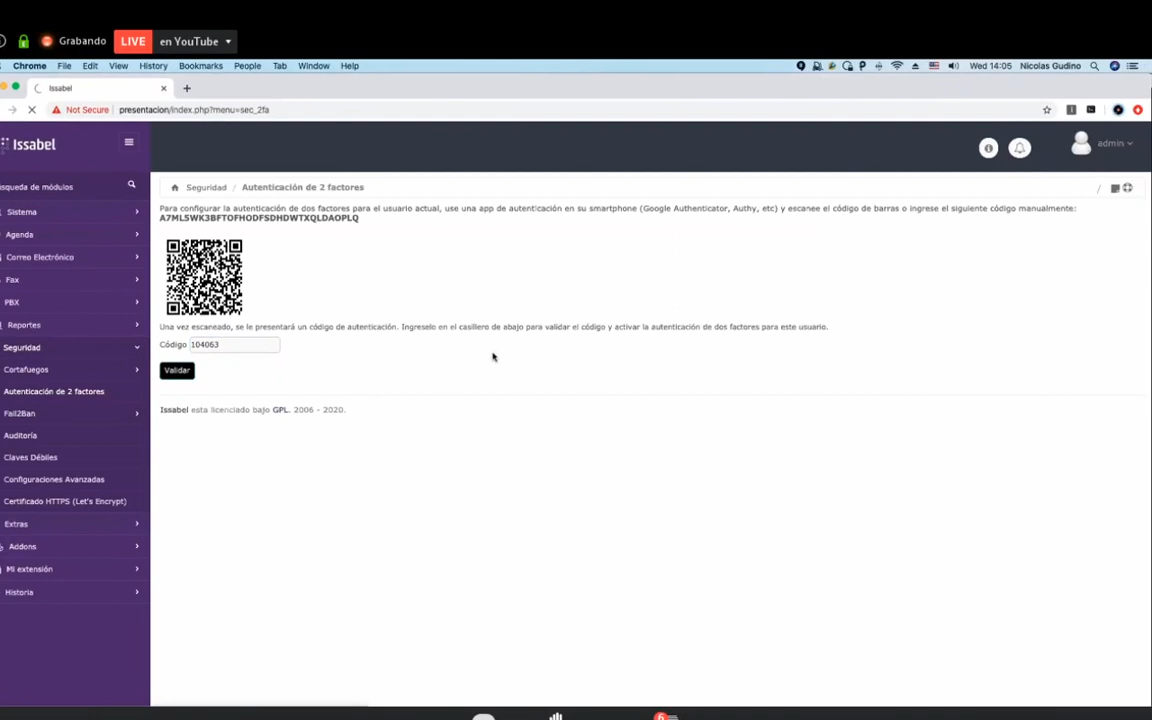 Grabando LIVE en YouTube
Chrome File Edit View History Bookmarks People Tab Window Help Wed 14:05 Nicolas Gudino
Issabel
Not Secure presentacion/index.php?menu=sec_2fa
Issabel
admin
úsqueda de módulos
Seguridad / Autenticación de 2 factores
Sistema
Agenda
Correo Electrónico
Fax
PBX
Reportes
Seguridad
Cortafuegos
Autenticación de 2 factores
Fail2Ban
Auditoría
Claves Débiles
Configuraciones Avanzadas
Certificado HTTPS (Let's Encrypt)
Extras
Addons
Mi extensión
Historia
Para configurar la autenticación de dos factores para el usuario actual, use una app de autenticación en su smartphone (Google Authenticator, Authy, etc) y escanee el código de barras o ingrese el siguiente código manualmente:
A7ML5WK3BFTOFHODFSDHDWTXQLDAOPLQ
Una vez escaneado, se le presentará un código de autenticación. Ingreselo en el casillero de abajo para validar el código y activar la autenticación de dos factores para este usuario.
Código 104063
Validar
Issabel esta licenciado bajo GPL. 2006 - 2020.
6